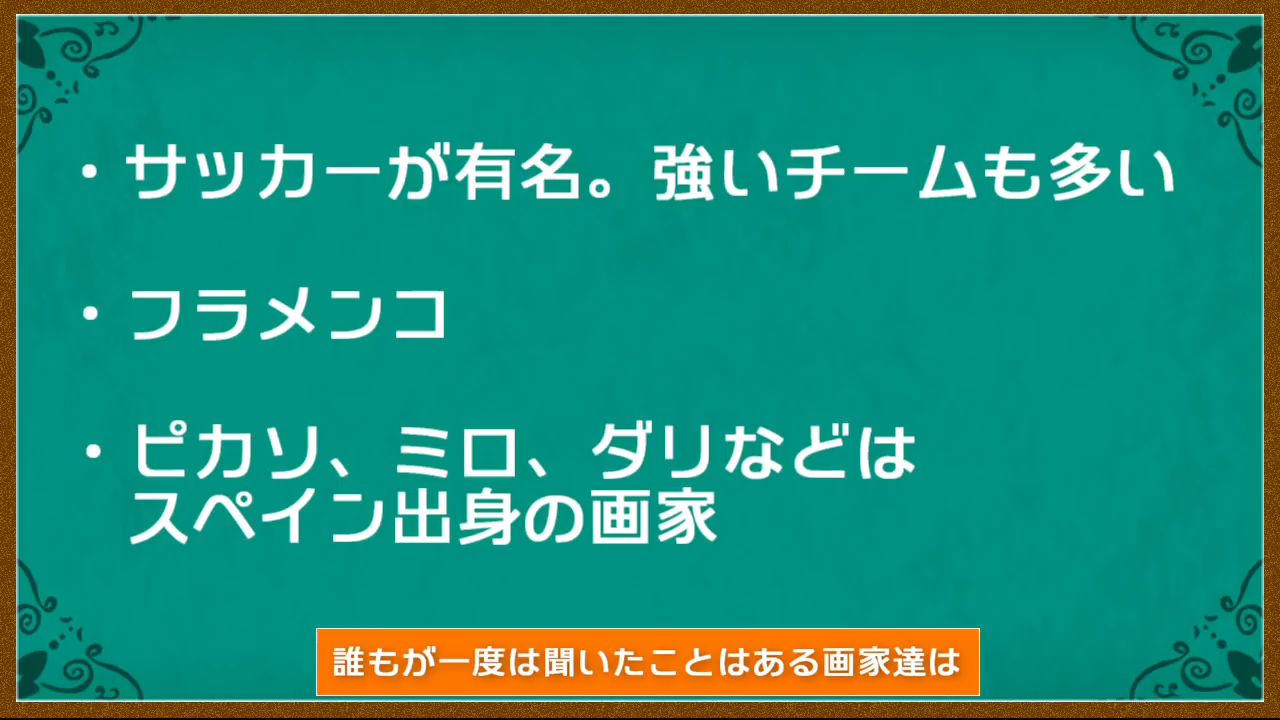 ・サッカーが有名。強いチームも多い
・フラメンコ
・ピカソ、ミロ、ダリなどは
スペイン出身の画家
誰もが一度は聞いたことはある画家達は